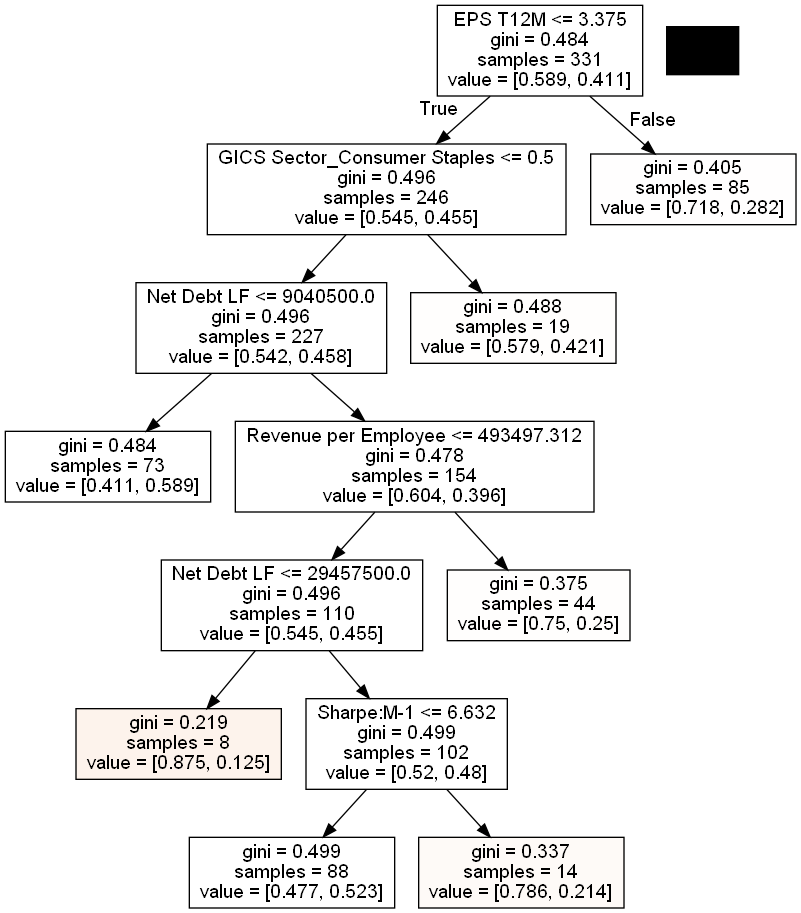 EPS T12M <= 3.375
gini = 0.484
samples = 331
value = [0.589, 0.411]
True
False
GICS Sector_Consumer Staples <= 0.5
gini = 0.496
samples = 246
value = [0.545, 0.455]
gini = 0.405
samples = 85
value = [0.718, 0.282]
Net Debt LF <= 9040500.0
gini = 0.496
samples = 227
value = [0.542, 0.458]
gini = 0.488
samples = 19
value = [0.579, 0.421]
gini = 0.484
samples = 73
value = [0.411, 0.589]
Revenue per Employee <= 493497.312
gini = 0.478
samples = 154
value = [0.604, 0.396]
Net Debt LF <= 29457500.0
gini = 0.496
samples = 110
value = [0.545, 0.455]
gini = 0.375
samples = 44
value = [0.75, 0.25]
gini = 0.219
samples = 8
value = [0.875, 0.125]
Sharpe:M-1 <= 6.632
gini = 0.499
samples = 102
value = [0.52, 0.48]
gini = 0.499
samples = 88
value = [0.477, 0.523]
gini = 0.337
samples = 14
value = [0.786, 0.214]